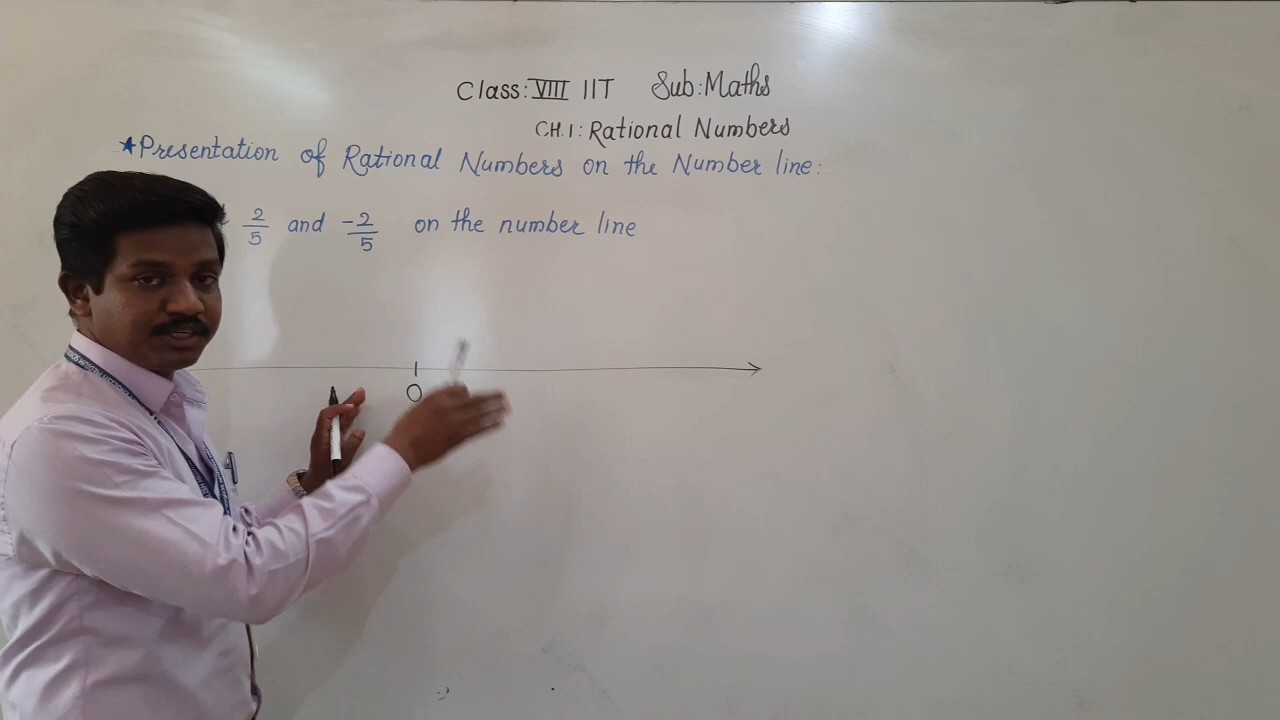 Class: VIII IIT Sub: Maths
CH.1: Rational Numbers
*Presentation of Rational Numbers on the Number line:
2/5 and -2/5 on the number line
0